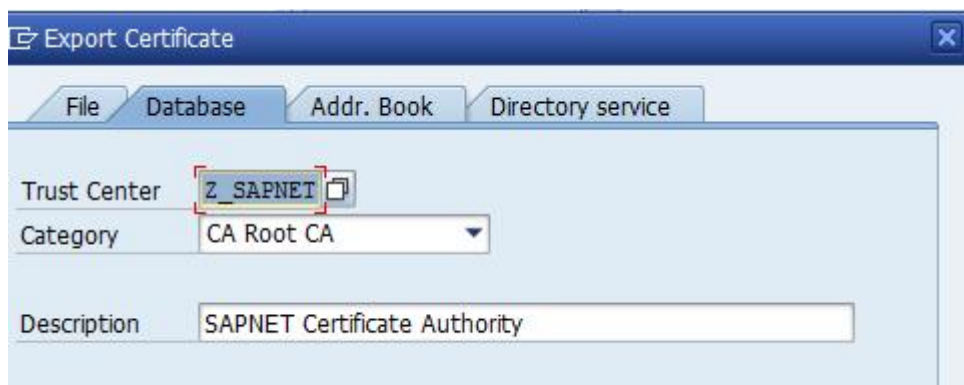 Export Certificate
File Database Addr. Book Directory service
Trust Center Z_SAPNET
Category CA Root CA
Description SAPNET Certificate Authority